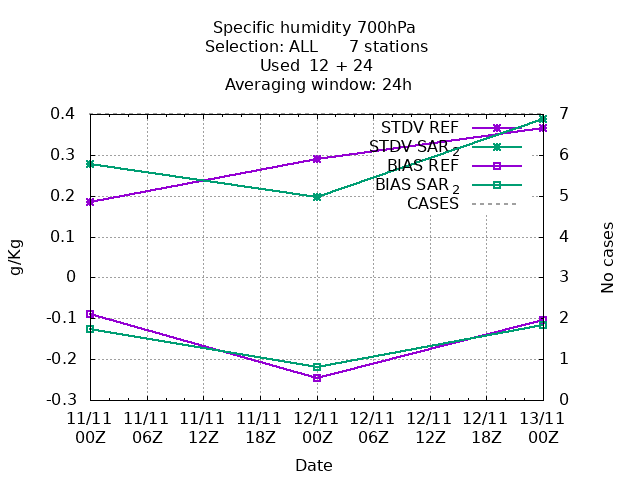 Specific humidity 700hPa
Selection: ALL      7 stations
Used  12 + 24
Averaging window: 24h
0.4
0.3
0.2
0.1
0
-0.1
-0.2
-0.3
g/Kg
7
6
5
4
3
2
1
0
No cases
STDV REF
STDV SAR 2
BIAS REF
BIAS SAR 2
CASES
11/11 11/11 11/11 11/11 12/11 12/11 12/11 12/11 13/11
00Z 06Z 12Z 18Z 00Z 06Z 12Z 18Z 00Z
Date